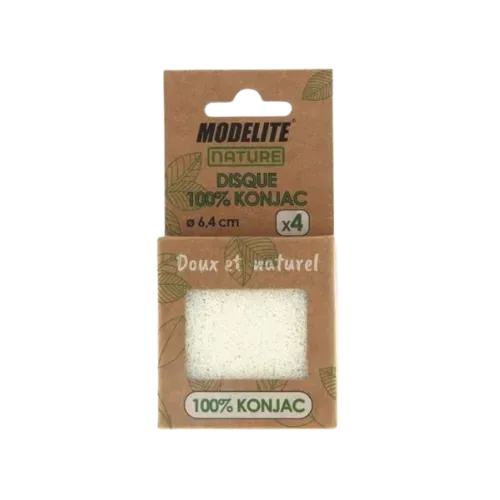 MODELITE®
NATURE
DISQUE
100% KONJAC
ø 6,4 cm
x4
Doux et naturel
100% KONJAC